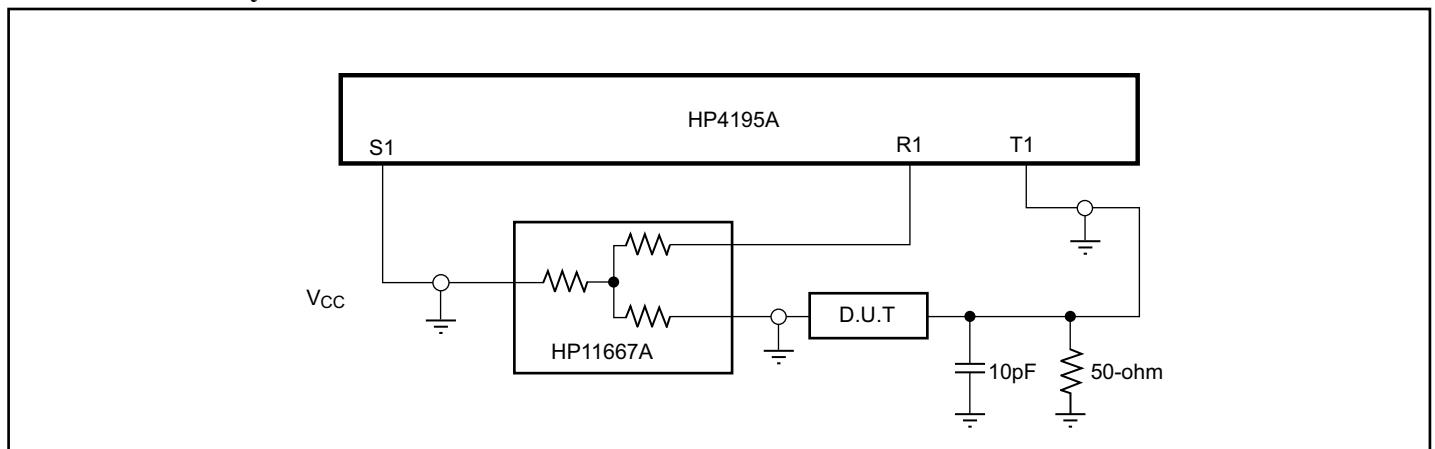 HP4195A
S1
R1
T1
VCC
HP11667A
D.U.T
10pF
50-ohm